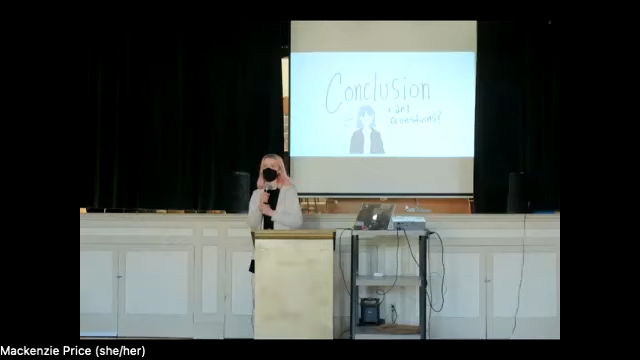 Conclusion
+ any
questions?
Mackenzie Price (she/her)